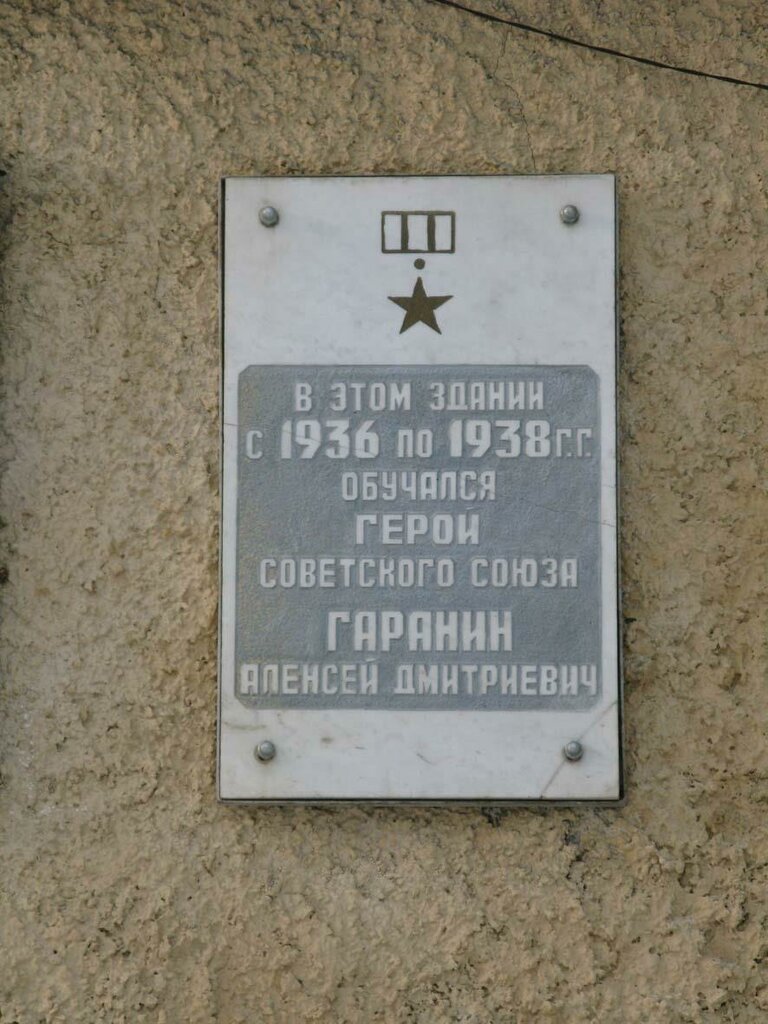 В ЭТОМ ЗДАНИИ
С 1936 ПО 1938 Г.Г.
ОБУЧАЛСЯ
ГЕРОЙ
СОВЕТСКОГО СОЮЗА
ГАРАНИН
АЛЕКСЕЙ ДМИТРИЕВИЧ